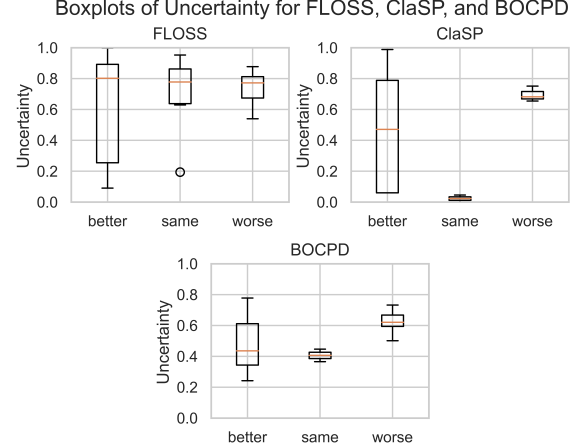 Boxplots of Uncertainty for FLOSS, ClaSP, and BOCPD
FLOSS
1.0
0.8
0.6
0.4
0.2
0.0
Uncertainty
better same worse
ClaSP
1.0
0.8
0.6
0.4
0.2
0.0
Uncertainty
better same worse
BOCPD
1.0
0.8
0.6
0.4
0.2
0.0
Uncertainty
better same worse